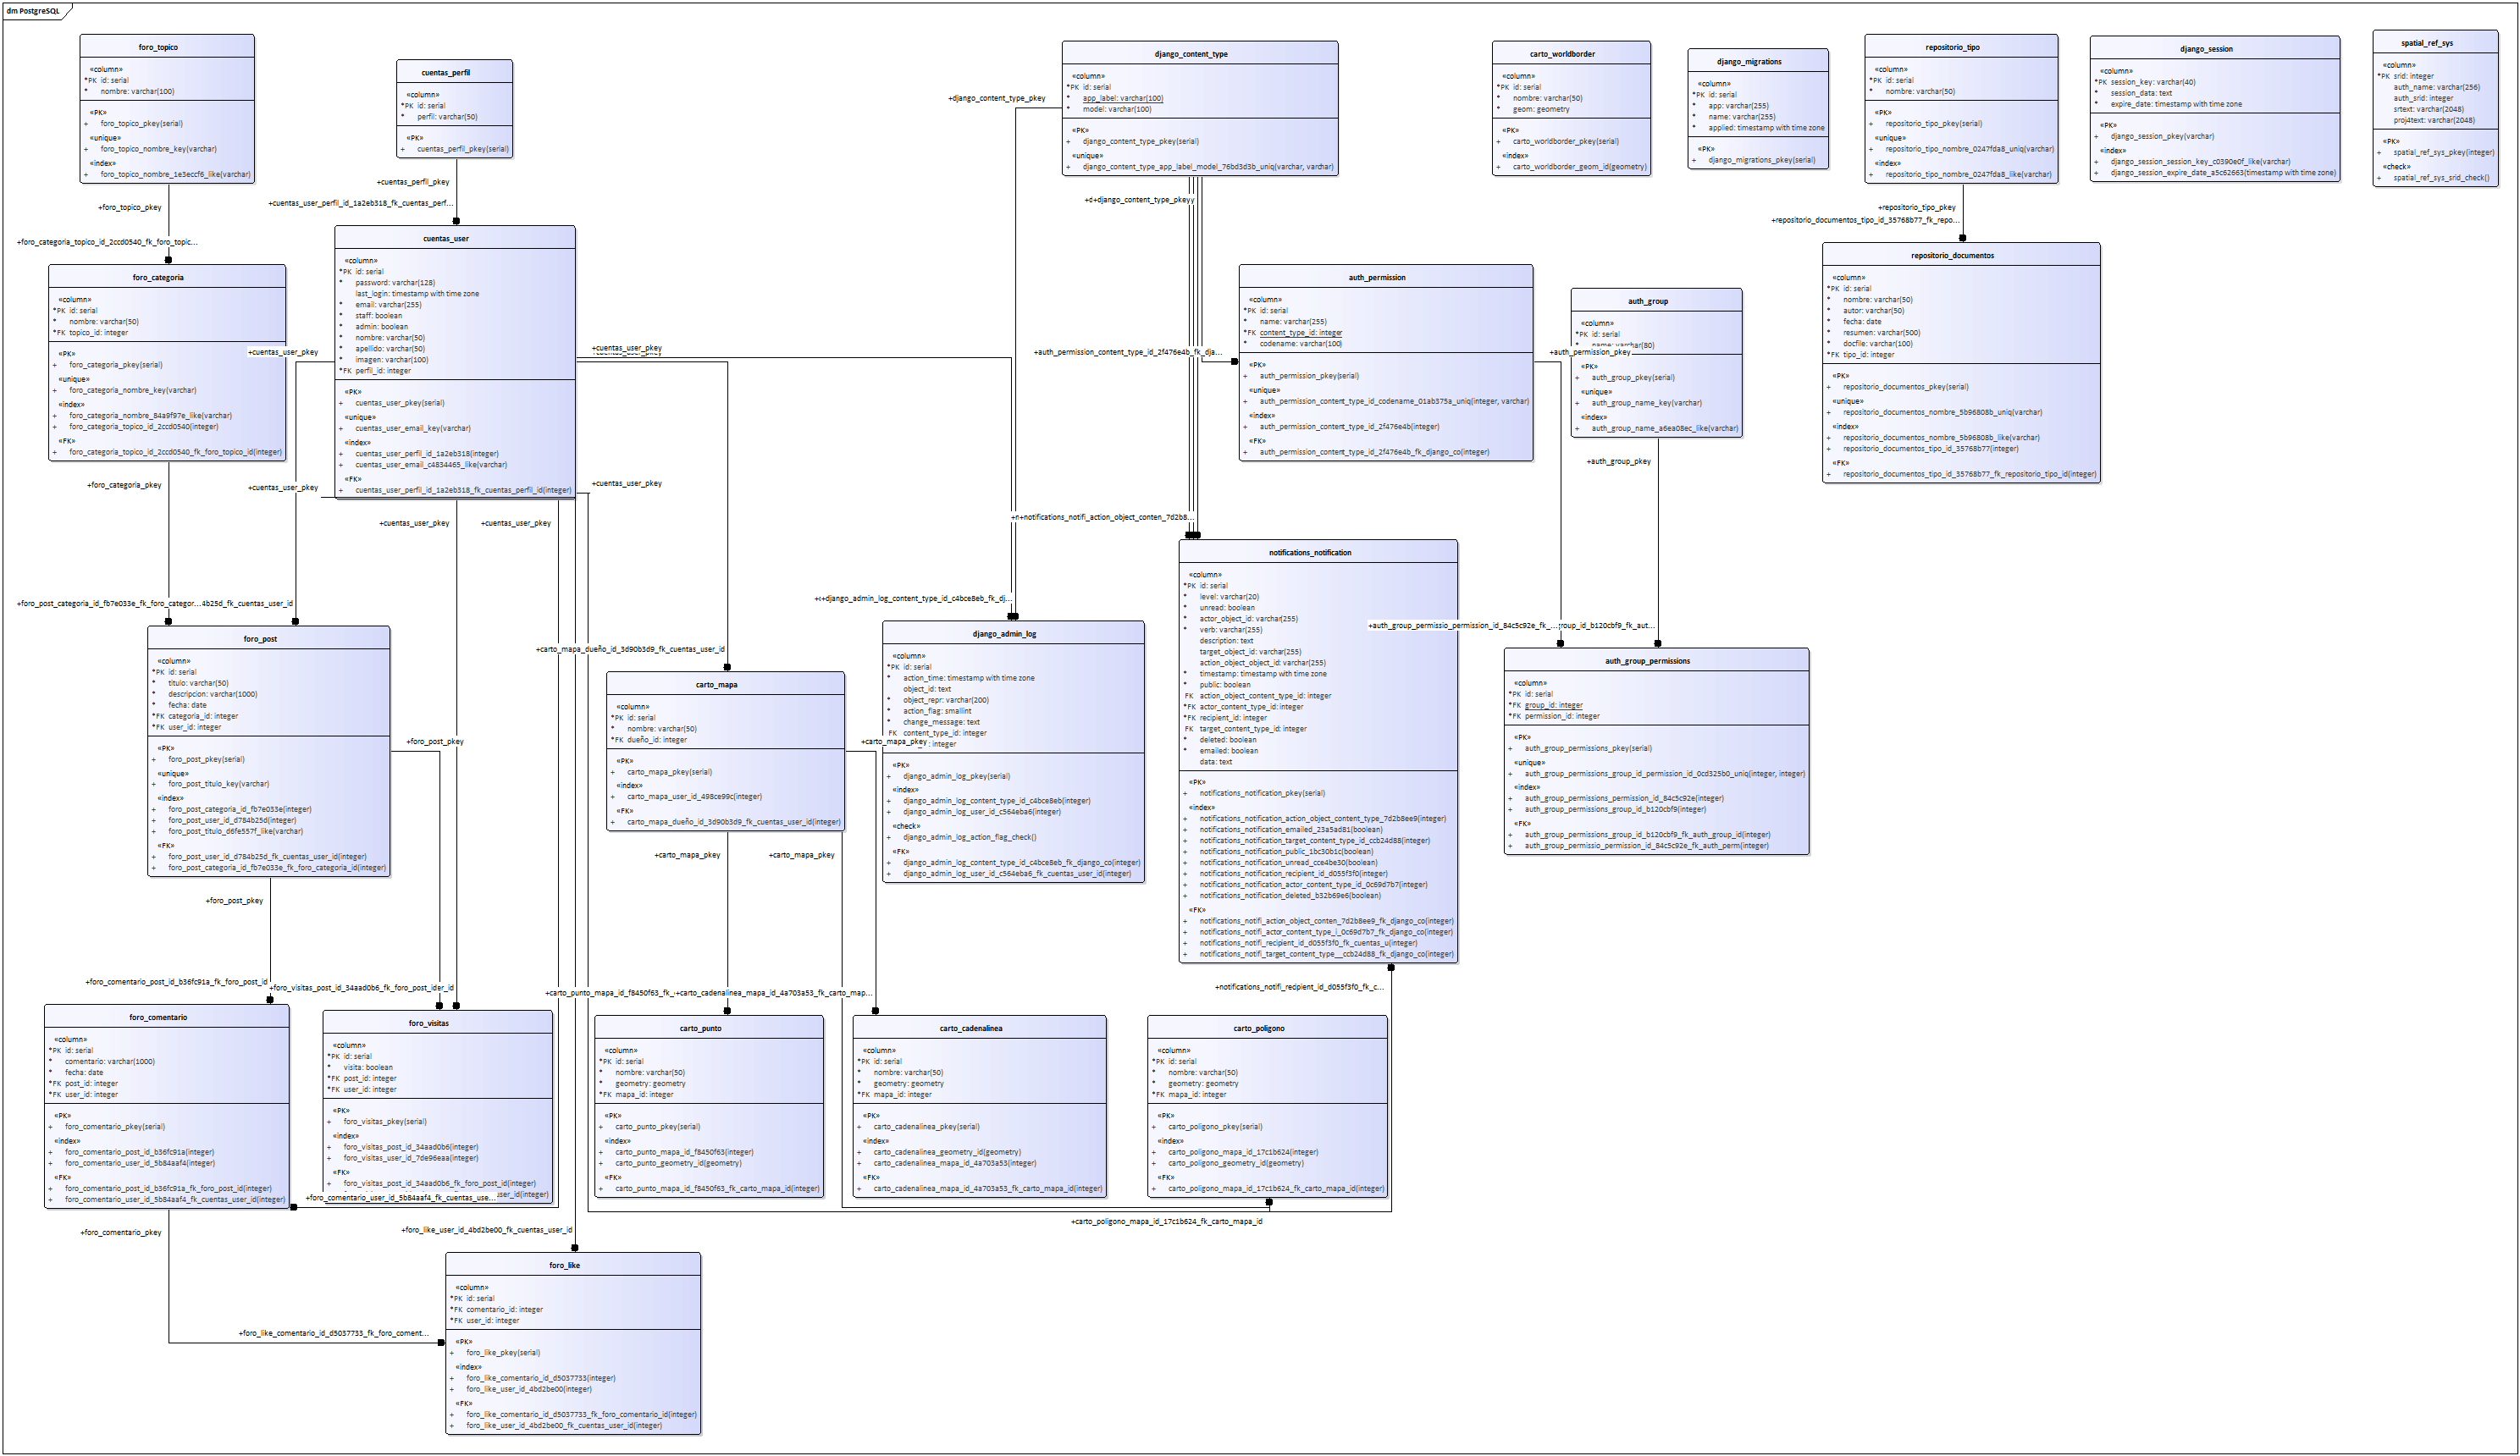 dm PostgreSQL
foro_topico
«column»
*PK id: serial
* nombre: varchar(100)
«PK»
+ foro_topico_pkey(serial)
«unique»
+ foro_topico_nombre_key(varchar)
«index»
+ foro_topico_nombre_1e3eccf6_like(varchar)
cuentas_perfil
«column»
*PK id: serial
* perfil: varchar(50)
«PK»
+ cuentas_perfil_pkey(serial)
django_content_type
«column»
*PK id: serial
* app_label: varchar(100)
* model: varchar(100)
«PK»
+ django_content_type_pkey(serial)
«unique»
+ django_content_type_app_label_model_76bd3d3b_uniq(varchar, varchar)
carto_worldborder
«column»
*PK id: serial
* nombre: varchar(50)
* geom: geometry
«PK»
+ carto_worldborder_pkey(serial)
«index»
+ carto_worldborder_geom_id(geometry)
django_migrations
«column»
*PK id: serial
* app: varchar(255)
* name: varchar(255)
* applied: timestamp with time zone
«PK»
+ django_migrations_pkey(serial)
repositorio_tipo
«column»
*PK id: serial
* nombre: varchar(50)
«PK»
+ repositorio_tipo_pkey(serial)
«unique»
+ repositorio_tipo_nombre_0247fda8_uniq(varchar)
«index»
+ repositorio_tipo_nombre_0247fda8_like(varchar)
django_session
«column»
*PK session_key: varchar(40)
* session_data: text
* expire_date: timestamp with time zone
«PK»
+ django_session_pkey(varchar)
«index»
+ django_session_session_key_c0390e0f_like(varchar)
+ django_session_expire_date_a5c62663(timestamp with time zone)
spatial_ref_sys
«column»
*PK srid: integer
auth_name: varchar(256)
auth_srid: integer
srtext: varchar(2048)
proj4text: varchar(2048)
«PK»
+ spatial_ref_sys_pkey(integer)
«check»
+ spatial_ref_sys_srid_check()
+django_content_type_pkey
+cuentas_perfil_pkey
+cuentas_user_perfil_id_1a2eb318_fk_cuentas_perf...
+d+django_content_type_pkeyy
+foro_topico_pkey
+foro_categoria_topico_id_2ccd0540_fk_foro_topic...
+repositorio_tipo_pkey
+repositorio_documentos_tipo_id_35768b77_fk_repo...
foro_categoria
«column»
*PK id: serial
* nombre: varchar(50)
*FK topico_id: integer
«PK»
+ foro_categoria_pkey(serial)
«unique»
+ foro_categoria_nombre_key(varchar)
«index»
+ foro_categoria_nombre_84a9f97e_like(varchar)
+ foro_categoria_topico_id_2ccd0540(integer)
«FK»
+ foro_categoria_topico_id_2ccd0540_fk_foro_topico_id(integer)
cuentas_user
«column»
*PK id: serial
* password: varchar(128)
last_login: timestamp with time zone
* email: varchar(255)
* staff: boolean
* admin: boolean
* nombre: varchar(50)
* apellido: varchar(50)
* imagen: varchar(100)
*FK perfil_id: integer
«PK»
+ cuentas_user_pkey(serial)
«unique»
+ cuentas_user_email_key(varchar)
«index»
+ cuentas_user_perfil_id_1a2eb318(integer)
+ cuentas_user_email_c4834465_like(varchar)
«FK»
+ cuentas_user_perfil_id_1a2eb318_fk_cuentas_perfil_id(integer)
auth_permission
«column»
*PK id: serial
* name: varchar(255)
*FK content_type_id: integer
* codename: varchar(100)
«PK»
+ auth_permission_pkey(serial)
«unique»
+ auth_permission_content_type_id_codename_01ab375a_uniq(integer, varchar)
«index»
+ auth_permission_content_type_id_2f476e4b(integer)
«FK»
+ auth_permission_content_type_id_2f476e4b_fk_django_co(integer)
auth_group
«column»
*PK id: serial
* name: varchar(80)
«PK»
+ auth_group_pkey(serial)
«unique»
+ auth_group_name_key(varchar)
«index»
+ auth_group_name_a6ea08ec_like(varchar)
repositorio_documentos
«column»
*PK id: serial
* nombre: varchar(50)
* autor: varchar(50)
* fecha: date
* resumen: varchar(500)
* docfile: varchar(100)
*FK tipo_id: integer
«PK»
+ repositorio_documentos_pkey(serial)
«unique»
+ repositorio_documentos_nombre_5b96808b_uniq(varchar)
«index»
+ repositorio_documentos_nombre_5b96808b_like(varchar)
+ repositorio_documentos_tipo_id_35768b77(integer)
«FK»
+ repositorio_documentos_tipo_id_35768b77_fk_repositorio_tipo_id(integer)
+cuentas_user_pkey
+cuentas_user_pkey
+auth_permission_content_type_id_2f476e4b_fk_dja...
+auth_permission_pkey
+auth_group_pkey
+foro_categoria_pkey
+cuentas_user_pkey
+cuentas_user_pkey
+cuentas_user_pkey
+cuentas_user_pkey
+n+notifications_notifi_action_object_conten_7d2b8...
+foro_post_categoria_id_fb7e033e_fk_foro_categor...4b25d_fk_cuentas_user_id
+django_admin_log_content_type_id_c4bce8eb_fk_dj...
+auth_group_permissio_permission_id_84c5c92e_fk_...group_id_b120cbf9_fk_aut...
+carto_mapa_dueño_id_3d90b3d9_fk_cuentas_user_id
foro_post
«column»
*PK id: serial
* titulo: varchar(50)
* descripcion: varchar(1000)
* fecha: date
*FK categoria_id: integer
*FK user_id: integer
«PK»
+ foro_post_pkey(serial)
«unique»
+ foro_post_titulo_key(varchar)
«index»
+ foro_post_categoria_id_fb7e033e(integer)
+ foro_post_user_id_d784b25d(integer)
+ foro_post_titulo_d6fe557f_like(varchar)
«FK»
+ foro_post_user_id_d784b25d_fk_cuentas_user_id(integer)
+ foro_post_categoria_id_fb7e033e_fk_foro_categoria_id(integer)
carto_mapa
«column»
*PK id: serial
* nombre: varchar(50)
*FK dueño_id: integer
«PK»
+ carto_mapa_pkey(serial)
«index»
+ carto_mapa_user_id_498ce99c(integer)
«FK»
+ carto_mapa_dueño_id_3d90b3d9_fk_cuentas_user_id(integer)
django_admin_log
«column»
*PK id: serial
* action_time: timestamp with time zone
object_id: text
* object_repr: varchar(200)
* action_flag: smallint
* change_message: text
FK content_type_id: integer
: integer
«PK»
+ django_admin_log_pkey(serial)
«index»
+ django_admin_log_content_type_id_c4bce8eb(integer)
+ django_admin_log_user_id_c564eba6(integer)
«check»
+ django_admin_log_action_flag_check()
«FK»
+ django_admin_log_content_type_id_c4bce8eb_fk_django_co(integer)
+ django_admin_log_user_id_c564eba6_fk_cuentas_user_id(integer)
notifications_notification
«column»
*PK id: serial
* level: varchar(20)
* unread: boolean
* actor_object_id: varchar(255)
* verb: varchar(255)
description: text
target_object_id: varchar(255)
action_object_object_id: varchar(255)
* timestamp: timestamp with time zone
* public: boolean
FK action_object_content_type_id: integer
*FK actor_content_type_id: integer
*FK recipient_id: integer
FK target_content_type_id: integer
* deleted: boolean
* emailed: boolean
data: text
«PK»
+ notifications_notification_pkey(serial)
«index»
+ notifications_notification_action_object_content_type_7d2b8ee9(integer)
+ notifications_notification_emailed_23a5ad81(boolean)
+ notifications_notification_target_content_type_id_ccb24d88(integer)
+ notifications_notification_public_1bc30b1c(boolean)
+ notifications_notification_unread_cce4be30(boolean)
+ notifications_notification_recipient_id_d055f3f0(integer)
+ notifications_notification_actor_content_type_id_0c69d7b7(integer)
+ notifications_notification_deleted_b32b69e6(boolean)
«FK»
+ notifications_notifi_action_object_conten_7d2b8ee9_fk_django_co(integer)
+ notifications_notifi_actor_content_type_i_0c69d7b7_fk_django_co(integer)
+ notifications_notifi_recipient_id_d055f3f0_fk_cuentas_u(integer)
+ notifications_notifi_target_content_type__ccb24d88_fk_django_co(integer)
auth_group_permissions
«column»
*PK id: serial
*FK group_id: integer
*FK permission_id: integer
«PK»
+ auth_group_permissions_pkey(serial)
«unique»
+ auth_group_permissions_group_id_permission_id_0cd325b0_uniq(integer, integer)
«index»
+ auth_group_permissions_permission_id_84c5c92e(integer)
+ auth_group_permissions_group_id_b120cbf9(integer)
«FK»
+ auth_group_permissions_group_id_b120cbf9_fk_auth_group_id(integer)
+ auth_group_permissio_permission_id_84c5c92e_fk_auth_perm(integer)
+foro_post_pkey
+carto_mapa_pkey
+carto_mapa_pkey
+carto_mapa_pkey
+foro_post_pkey
+foro_comentario_post_id_b36fc91a_fk_foro_post_id
+foro_visitas_post_id_34aad0b6_fk_foro_post_ider_id
+carto_punto_mapa_id_f8450f63_fk_...+carto_cadenalinea_mapa_id_4a703a53_fk_carto_map...
+notifications_notifi_recipient_id_d055f3f0_fk_c...
foro_comentario
«column»
*PK id: serial
* comentario: varchar(1000)
* fecha: date
*FK post_id: integer
*FK user_id: integer
«PK»
+ foro_comentario_pkey(serial)
«index»
+ foro_comentario_post_id_b36fc91a(integer)
+ foro_comentario_user_id_5b84aaf4(integer)
«FK»
+ foro_comentario_post_id_b36fc91a_fk_foro_post_id(integer)
+ foro_comentario_user_id_5b84aaf4_fk_cuentas_user_id(integer)
foro_visitas
«column»
*PK id: serial
* visita: boolean
*FK post_id: integer
*FK user_id: integer
«PK»
+ foro_visitas_pkey(serial)
«index»
+ foro_visitas_post_id_34aad0b6(integer)
+ foro_visitas_user_id_7de96eaa(integer)
«FK»
+ foro_visitas_post_id_34aad0b6_fk_foro_post_id(integer)
user_id(integer)
+foro_comentario_user_id_5b84aaf4_fk_cuentas_use...
carto_punto
«column»
*PK id: serial
* nombre: varchar(50)
* geometry: geometry
*FK mapa_id: integer
«PK»
+ carto_punto_pkey(serial)
«index»
+ carto_punto_mapa_id_f8450f63(integer)
+ carto_punto_geometry_id(geometry)
«FK»
+ carto_punto_mapa_id_f8450f63_fk_carto_mapa_id(integer)
carto_cadenalinea
«column»
*PK id: serial
* nombre: varchar(50)
* geometry: geometry
*FK mapa_id: integer
«PK»
+ carto_cadenalinea_pkey(serial)
«index»
+ carto_cadenalinea_geometry_id(geometry)
+ carto_cadenalinea_mapa_id_4a703a53(integer)
«FK»
+ carto_cadenalinea_mapa_id_4a703a53_fk_carto_mapa_id(integer)
carto_poligono
«column»
*PK id: serial
* nombre: varchar(50)
* geometry: geometry
*FK mapa_id: integer
«PK»
+ carto_poligono_pkey(serial)
«index»
+ carto_poligono_mapa_id_17c1b624(integer)
+ carto_poligono_geometry_id(geometry)
«FK»
+ carto_poligono_mapa_id_17c1b624_fk_carto_mapa_id(integer)
+carto_poligono_mapa_id_17c1b624_fk_carto_mapa_id
+foro_comentario_pkey
+foro_like_user_id_4bd2be00_fk_cuentas_user_id
+foro_like_comentario_id_d5037733_fk_foro_coment...
foro_like
«column»
*PK id: serial
*FK comentario_id: integer
*FK user_id: integer
«PK»
+ foro_like_pkey(serial)
«index»
+ foro_like_comentario_id_d5037733(integer)
+ foro_like_user_id_4bd2be00(integer)
«FK»
+ foro_like_comentario_id_d5037733_fk_foro_comentario_id(integer)
+ foro_like_user_id_4bd2be00_fk_cuentas_user_id(integer)